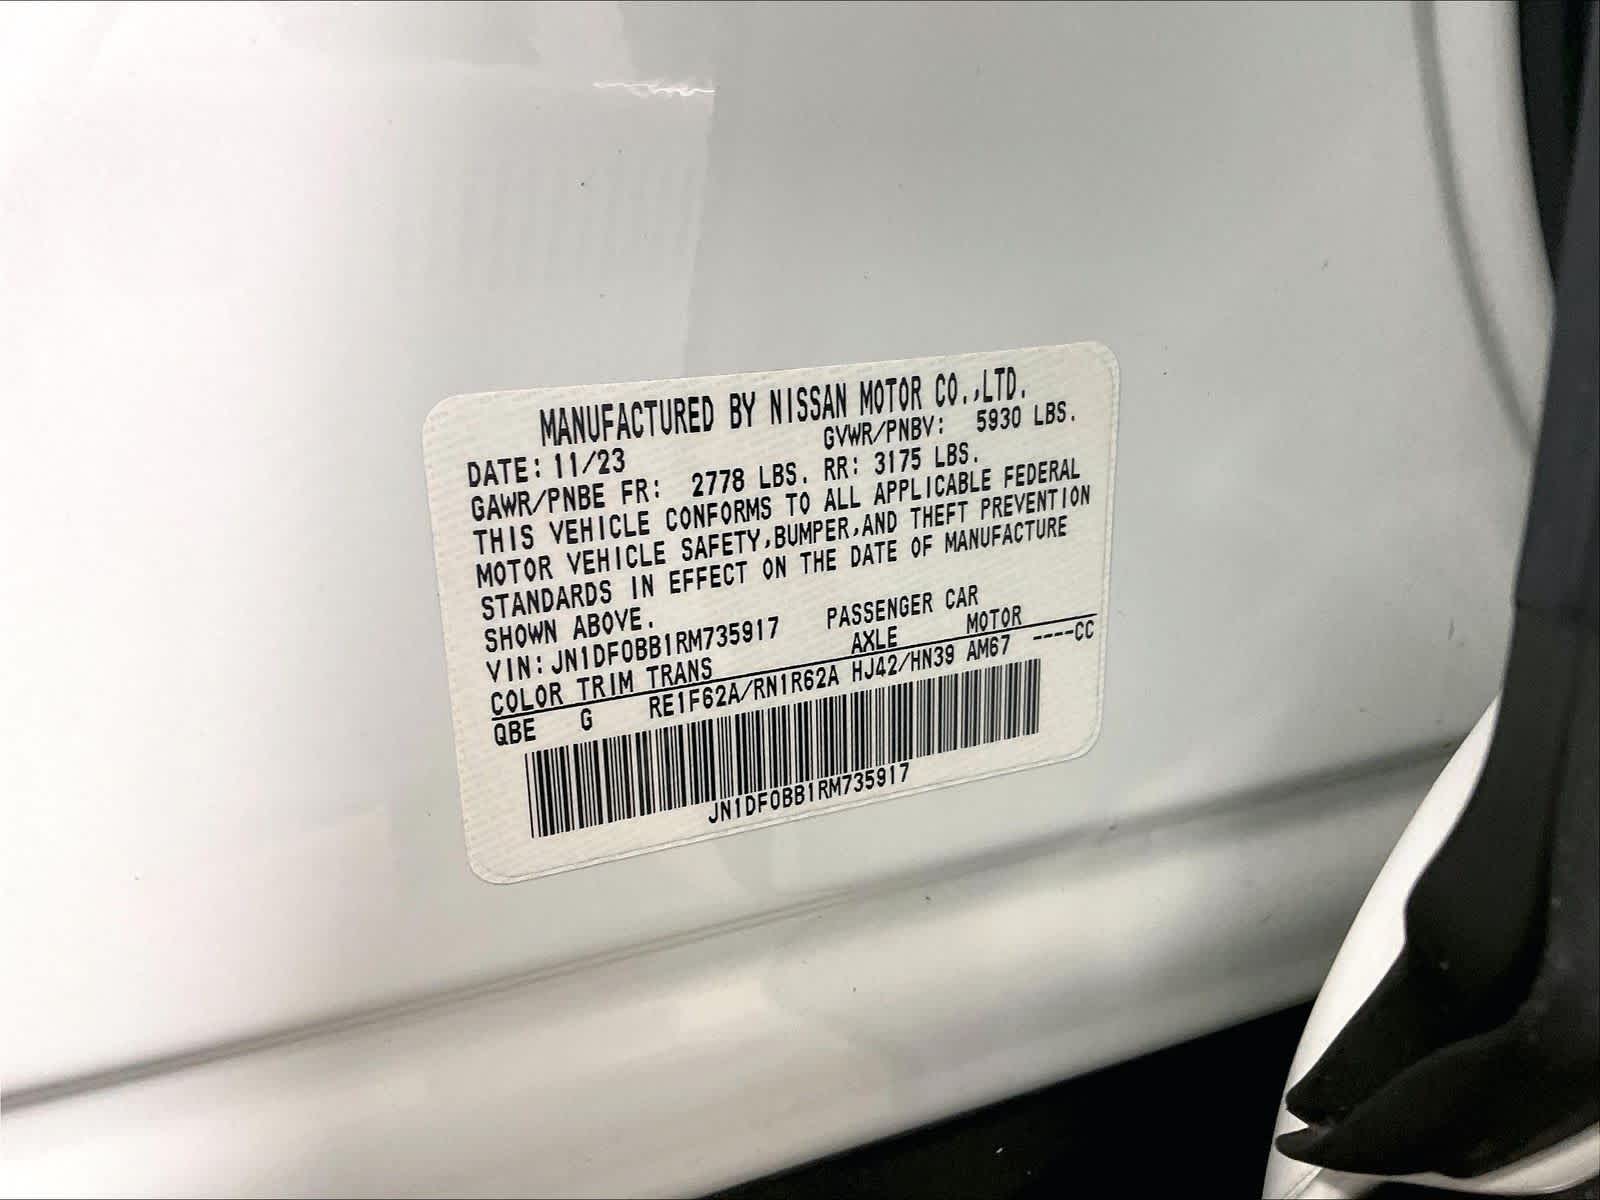 MANUFACTURED BY NISSAN MOTOR CO.,LTD.
DATE: 11/23 GVWR/PNBV: 5930 LBS.
GAWR/PNBE FR: 2778 LBS. RR: 3175 LBS.
THIS VEHICLE CONFORMS TO ALL APPLICABLE FEDERAL
MOTOR VEHICLE SAFETY,BUMPER,AND THEFT PREVENTION
STANDARDS IN EFFECT ON THE DATE OF MANUFACTURE
SHOWN ABOVE.
VIN: JN1DF0BB1RM735917 PASSENGER CAR
COLOR TRIM TRANS AXLE MOTOR
QBE G RE1F62A/RN1R62A HJ42/HN39 AM67 ----CC
JN1DF0BB1RM735917